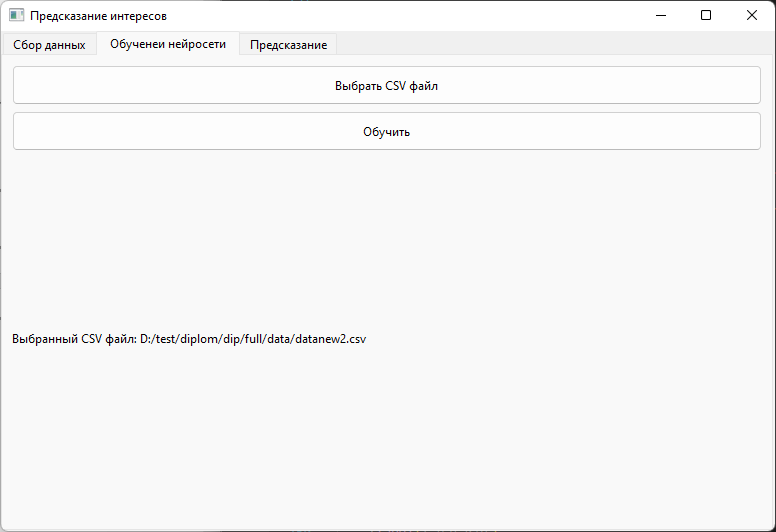 Предсказание интересов
Сбор данных Обученеи нейросети Предсказание
Выбрать CSV файл
Обучить
Выбранный CSV файл: D:/test/diplom/dip/full/data/datanew2.csv